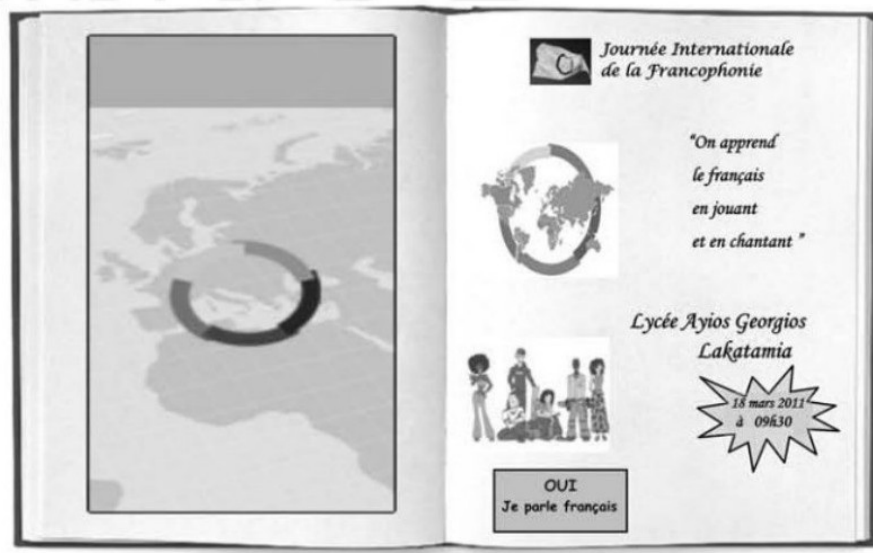 Journée Internationale
de la Francophonie
"On apprend
le français
en jouant
et en chantant"
Lycée Ayios Georgios
Lakatamia
18 mars 2011
à 09h30
OUI
Je parle français